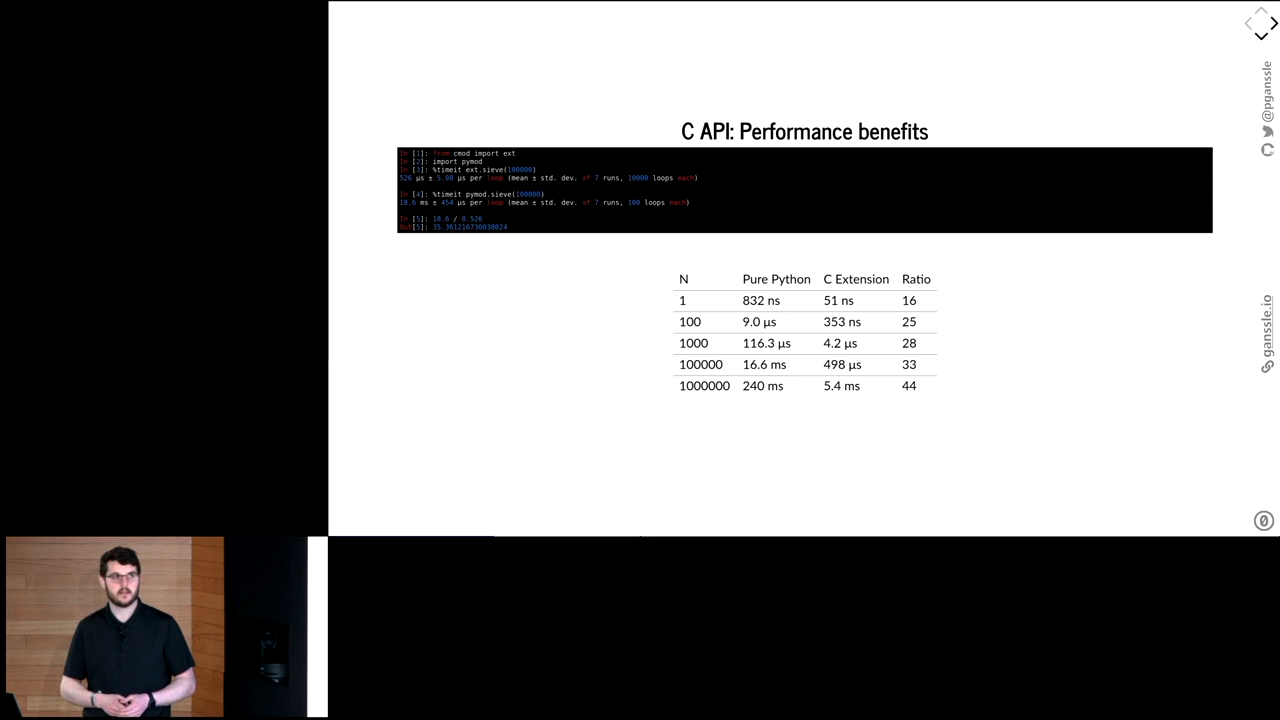 C API: Performance benefits
In [1]: from cmod import ext
In [2]: import pymod
In [3]: %timeit ext.sieve(100000)
526 µs ± 5.08 µs per loop (mean ± std. dev. of 7 runs, 10000 loops each)
In [4]: %timeit pymod.sieve(100000)
18.6 ms ± 454 µs per loop (mean ± std. dev. of 7 runs, 100 loops each)
In [5]: 18.6 / 0.526
Out[5]: 35.361216730038024
N Pure Python C Extension Ratio
1 832 ns 51 ns 16
100 9.0 µs 353 ns 25
1000 116.3 µs 4.2 µs 28
100000 16.6 ms 498 µs 33
1000000 240 ms 5.4 ms 44
@pganssle
ganssle.io
0